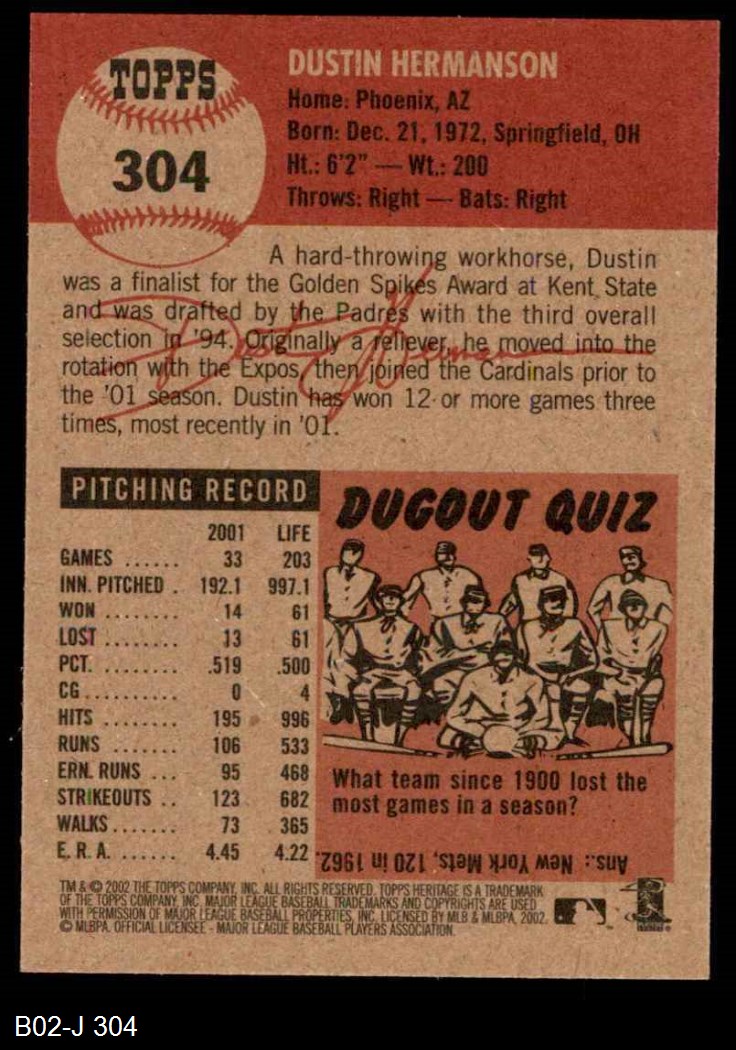 TOPPS
304
DUSTIN HERMANSON
Home: Phoenix, AZ
Born: Dec. 21, 1972, Springfield, OH
Ht.: 6'2" — Wt.: 200
Throws: Right — Bats: Right
A hard-throwing workhorse, Dustin
was a finalist for the Golden Spikes Award at Kent State
and was drafted by the Padres with the third overall
selection in '94. Originally a reliever, he moved into the
rotation with the Expos, then joined the Cardinals prior to
the '01 season. Dustin has won 12 or more games three
times, most recently in '01.
Dustin Hermanson
PITCHING RECORD
2001 LIFE
GAMES ...... 33 203
INN. PITCHED . 192.1 997.1
WON ........ 14 61
LOST ........ 13 61
PCT. ........ .519 .500
CG .......... 0 4
HITS ........ 195 996
RUNS ....... 106 533
ERN. RUNS ... 95 468
STRIKEOUTS .. 123 682
WALKS ....... 73 365
E. R. A. ...... 4.45 4.22
DUGOUT QUIZ
What team since 1900 lost the
most games in a season?
Ans.: New York Mets, 120 in 1962.
TM & © 2002 THE TOPPS COMPANY, INC. ALL RIGHTS RESERVED. TOPPS HERITAGE IS A TRADEMARK
OF THE TOPPS COMPANY, INC. MAJOR LEAGUE BASEBALL TRADEMARKS AND COPYRIGHTS ARE USED
WITH PERMISSION OF MAJOR LEAGUE BASEBALL PROPERTIES, INC. LICENSED BY MLB & MLBPA, 2002.
© MLBPA. OFFICIAL LICENSEE - MAJOR LEAGUE BASEBALL PLAYERS ASSOCIATION.
B02-J 304